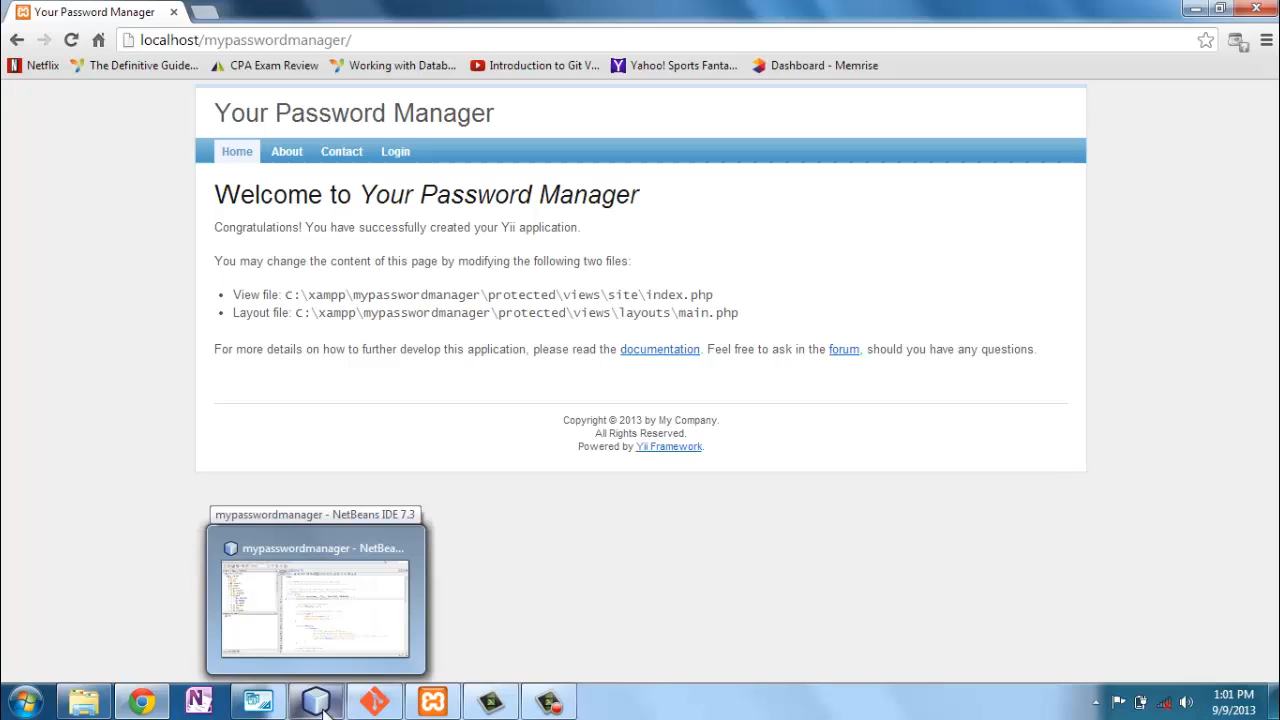 Your Password Manager
localhost/mypasswordmanager/
Netflix The Definitive Guide... CPA Exam Review Working with Datab... Introduction to Git V... Yahoo! Sports Fanta... Dashboard - Memrise
Your Password Manager
Home About Contact Login
Welcome to Your Password Manager
Congratulations! You have successfully created your Yii application.
You may change the content of this page by modifying the following two files:
• View file: C:\xampp\mypasswordmanager\protected\views\site\index.php
• Layout file: C:\xampp\mypasswordmanager\protected\views\layouts\main.php
For more details on how to further develop this application, please read the documentation. Feel free to ask in the forum, should you have any questions.
Copyright © 2013 by My Company.
All Rights Reserved.
Powered by Yii Framework.
mypasswordmanager - NetBeans IDE 7.3
mypasswordmanager - NetBea...
1:01 PM
9/9/2013